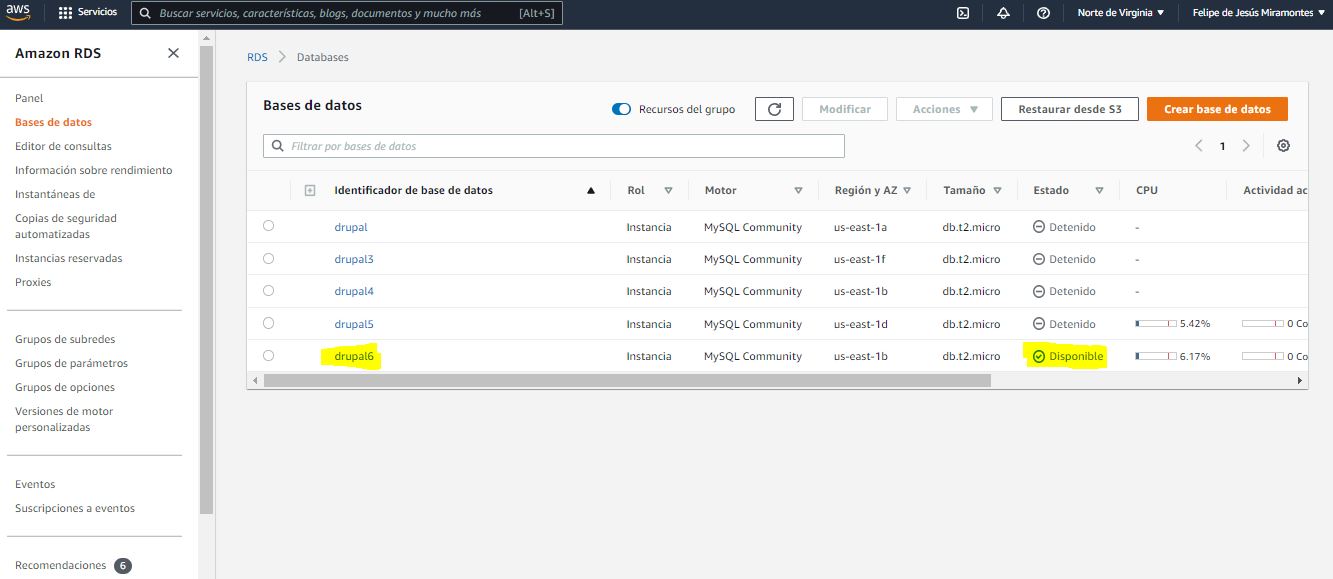 aws Servicios Buscar servicios, características, blogs, documentos y mucho más [Alt+S] Norte de Virginia Felipe de Jesús Miramontes
Amazon RDS
Panel
Bases de datos
Editor de consultas
Información sobre rendimiento
Instantáneas de
Copias de seguridad
automatizadas
Instancias reservadas
Proxies
Grupos de subredes
Grupos de parámetros
Grupos de opciones
Versiones de motor
personalizadas
Eventos
Suscripciones a eventos
Recomendaciones 6
RDS > Databases
Bases de datos Recursos del grupo Modificar Acciones Restaurar desde S3 Crear base de datos
Filtrar por bases de datos 1
Identificador de base de datos Rol Motor Región y AZ Tamaño Estado CPU Actividad ac
drupal Instancia MySQL Community us-east-1a db.t2.micro Detenido -
drupal3 Instancia MySQL Community us-east-1f db.t2.micro Detenido -
drupal4 Instancia MySQL Community us-east-1b db.t2.micro Detenido -
drupal5 Instancia MySQL Community us-east-1d db.t2.micro Detenido 5.42% 0 Co
drupal6 Instancia MySQL Community us-east-1b db.t2.micro Disponible 6.17% 0 Co